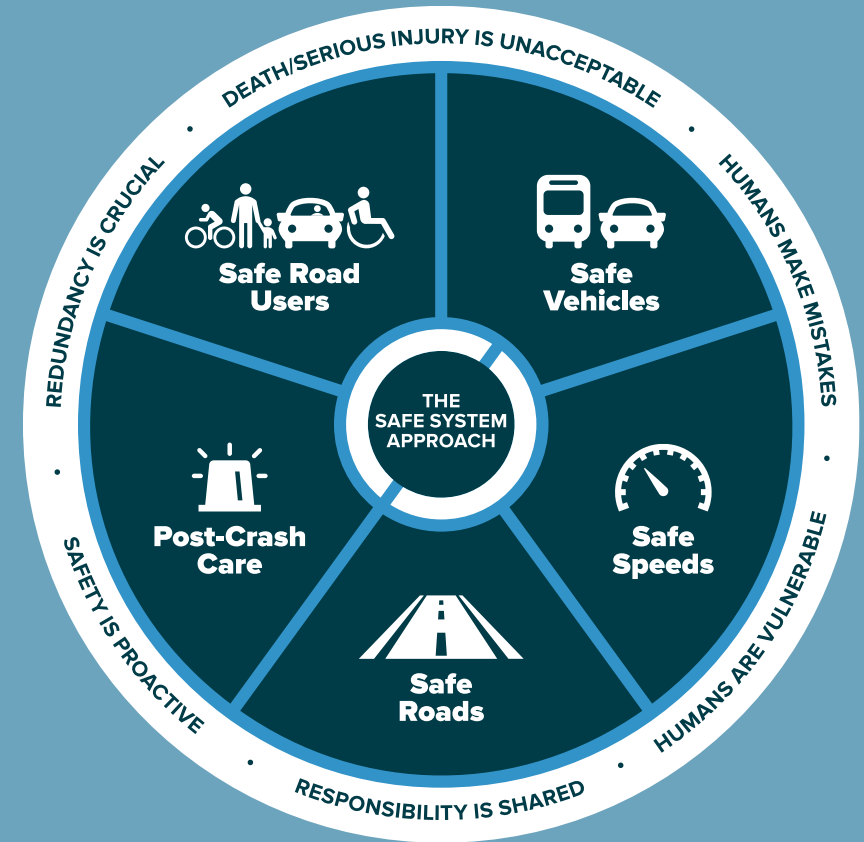 DEATH/SERIOUS INJURY IS UNACCEPTABLE
HUMANS MAKE MISTAKES
HUMANS ARE VULNERABLE
RESPONSIBILITY IS SHARED
SAFETY IS PROACTIVE
REDUNDANCY IS CRUCIAL
Safe Road
Users
Safe
Vehicles
Safe
Speeds
Safe
Roads
Post-Crash
Care
THE
SAFE SYSTEM
APPROACH